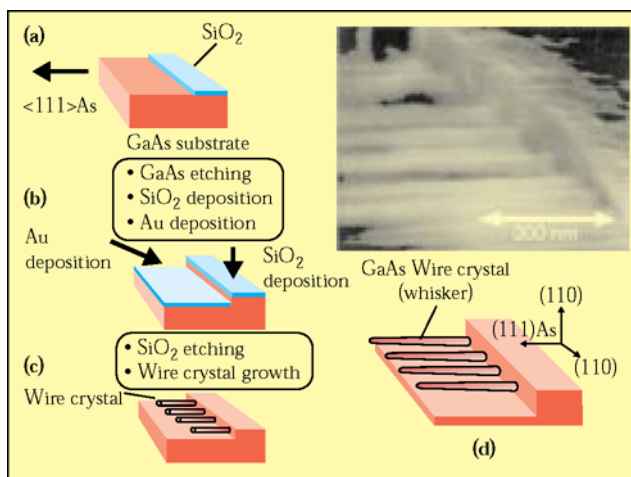 (a)
SiO2
<111>As
GaAs substrate
• GaAs etching
• SiO2 deposition
• Au deposition
(b)
Au
deposition
SiO2
deposition
(c)
• SiO2 etching
• Wire crystal growth
Wire crystal
500 nm
GaAs Wire crystal
(whisker)
(110)
(111)As
(110)
(d)